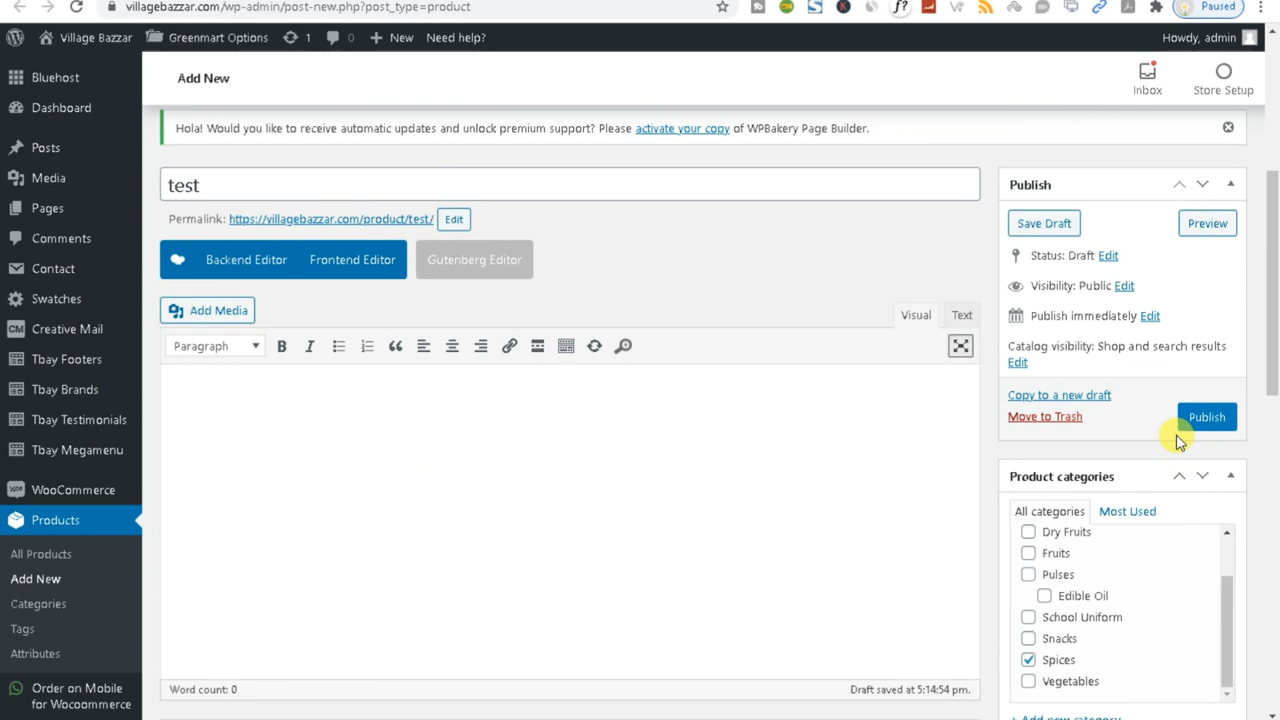 villagebazzar.com/wp-admin/post-new.php?post_type=product
Paused
Village Bazzar
Greenmart Options
1
0
New
Need help?
Howdy, admin
Bluehost
Dashboard
Posts
Media
Pages
Comments
Contact
Swatches
Creative Mail
Tbay Footers
Tbay Brands
Tbay Testimonials
Tbay Megamenu
WooCommerce
Products
All Products
Add New
Categories
Tags
Attributes
Order on Mobile
for Wocoommerce
Add New
Inbox
Store Setup
Hola! Would you like to receive automatic updates and unlock premium support? Please activate your copy of WPBakery Page Builder.
test
Permalink: https://villagebazzar.com/product/test/ Edit
Backend Editor
Frontend Editor
Gutenberg Editor
Add Media
Visual
Text
Paragraph
B I
Word count: 0
Draft saved at 5:14:54 pm.
Publish
Save Draft
Preview
Status: Draft Edit
Visibility: Public Edit
Publish immediately Edit
Catalog visibility: Shop and search results
Edit
Copy to a new draft
Move to Trash
Publish
Product categories
All categories
Most Used
Dry Fruits
Fruits
Pulses
Edible Oil
School Uniform
Snacks
Spices
Vegetables
+ Add new category